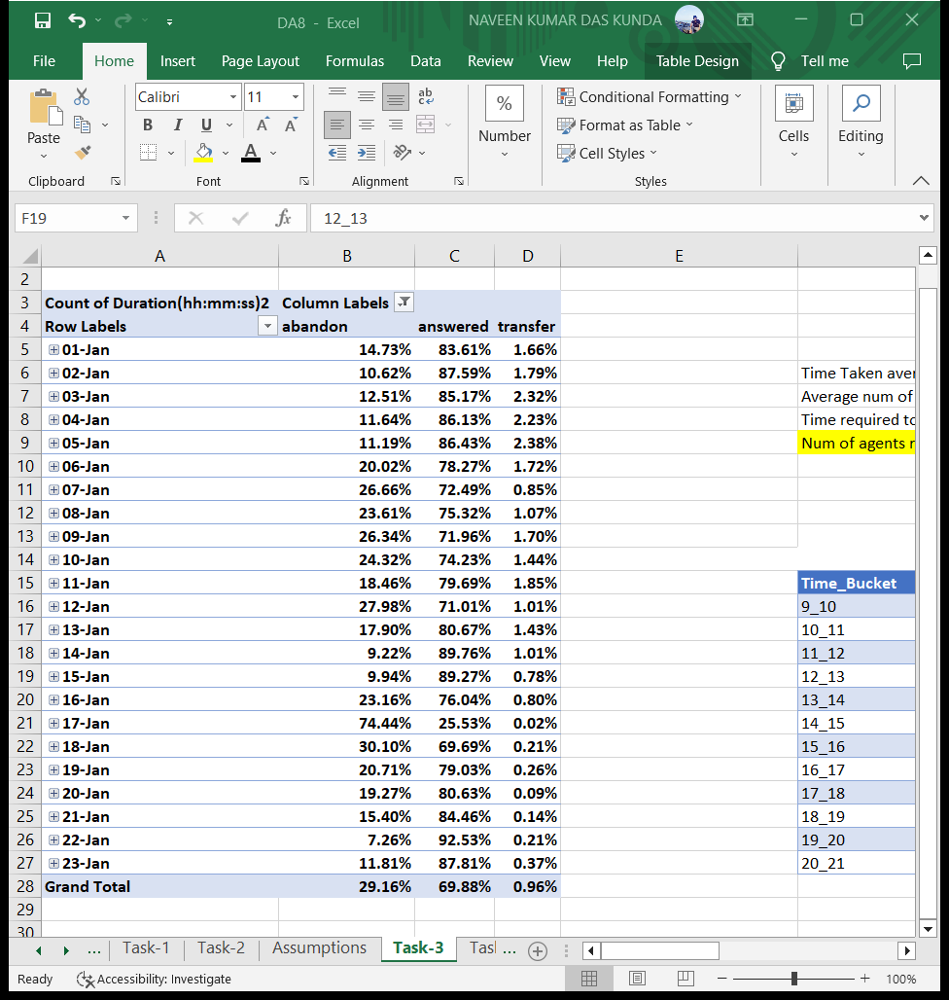 DA8 - Excel NAVEEN KUMAR DAS KUNDA
File Home Insert Page Layout Formulas Data Review View Help Table Design Tell me
Calibri 11 ab % Conditional Formatting
Paste B I U A A Number Format as Table Cells Editing
A Cell Styles
Clipboard Font Alignment Styles
F19 fx 12_13
A B C D E
2
3 Count of Duration(hh:mm:ss)2 Column Labels
4 Row Labels abandon answered transfer
5 01-Jan 14.73% 83.61% 1.66%
6 02-Jan 10.62% 87.59% 1.79% Time Taken
7 03-Jan 12.51% 85.17% 2.32% Average num of
8 04-Jan 11.64% 86.13% 2.23% Time required
9 05-Jan 11.19% 86.43% 2.38% Num of agents
10 06-Jan 20.02% 78.27% 1.72%
11 07-Jan 26.66% 72.49% 0.85%
12 08-Jan 23.61% 75.32% 1.07%
13 09-Jan 26.34% 71.96% 1.70%
14 10-Jan 24.32% 74.23% 1.44%
15 11-Jan 18.46% 79.69% 1.85% Time_Bucket
16 12-Jan 27.98% 71.01% 1.01% 9_10
17 13-Jan 17.90% 80.67% 1.43% 10_11
18 14-Jan 9.22% 89.76% 1.01% 11_12
19 15-Jan 9.94% 89.27% 0.78% 12_13
20 16-Jan 23.16% 76.04% 0.80% 13_14
21 17-Jan 74.44% 25.53% 0.02% 14_15
22 18-Jan 30.10% 69.69% 0.21% 15_16
23 19-Jan 20.71% 79.03% 0.26% 16_17
24 20-Jan 19.27% 80.63% 0.09% 17_18
25 21-Jan 15.40% 84.46% 0.14% 18_19
26 22-Jan 7.26% 92.53% 0.21% 19_20
27 23-Jan 11.81% 87.81% 0.37% 20_21
28 Grand Total 29.16% 69.88% 0.96%
29
30
... Task-1 Task-2 Assumptions Task-3 ...
Ready Accessibility: Investigate 100%